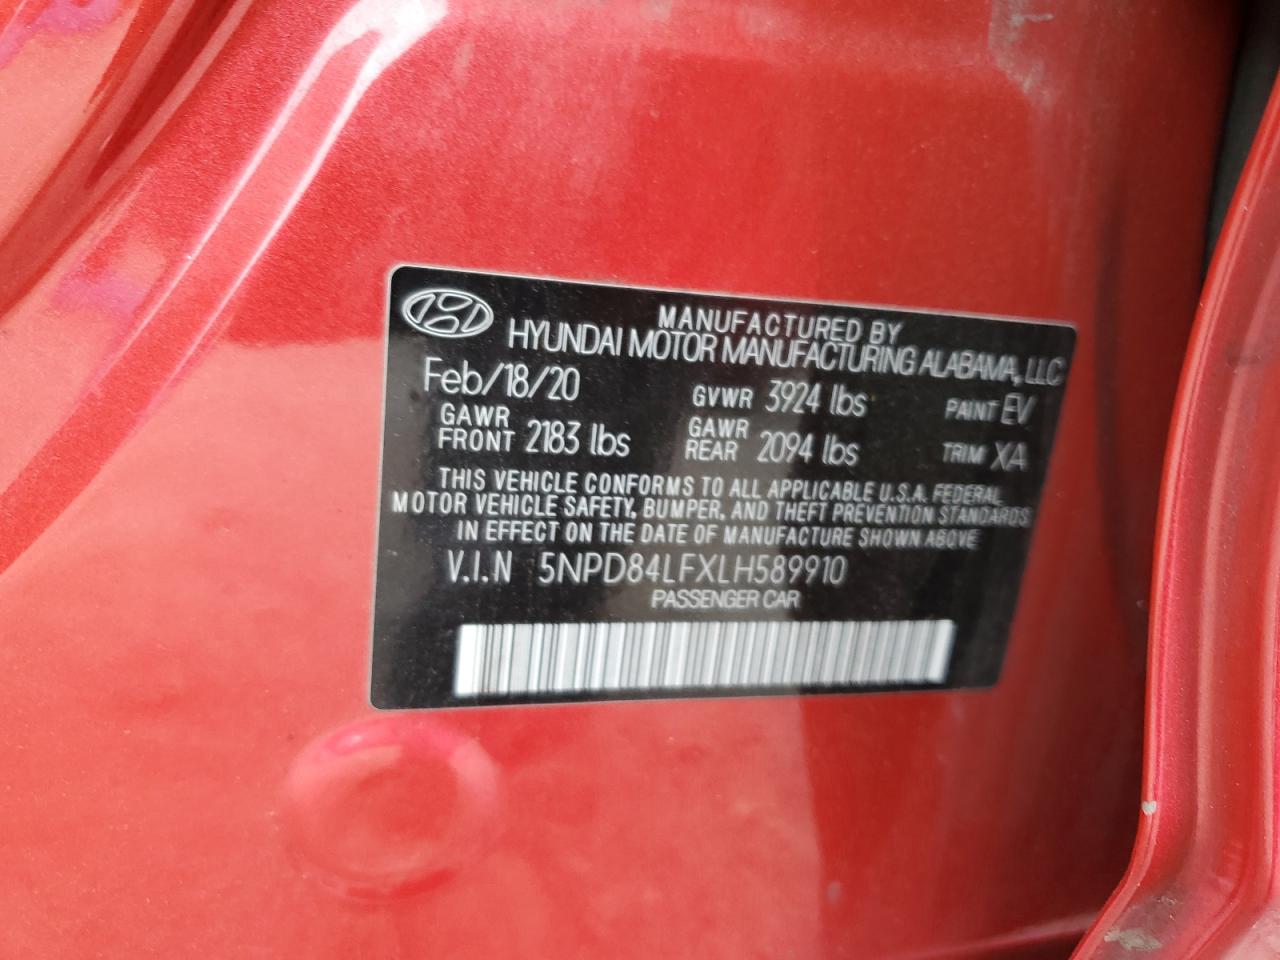 MANUFACTURED BY
HYUNDAI MOTOR MANUFACTURING ALABAMA, LLC
Feb/18/20 GVWR 3924 lbs PAINT EV
GAWR FRONT 2183 lbs GAWR REAR 2094 lbs TRIM XA
THIS VEHICLE CONFORMS TO ALL APPLICABLE U.S.A. FEDERAL
MOTOR VEHICLE SAFETY, BUMPER, AND THEFT PREVENTION STANDARDS
IN EFFECT ON THE DATE OF MANUFACTURE SHOWN ABOVE
V.I.N 5NPD84LFXLH589910
PASSENGER CAR